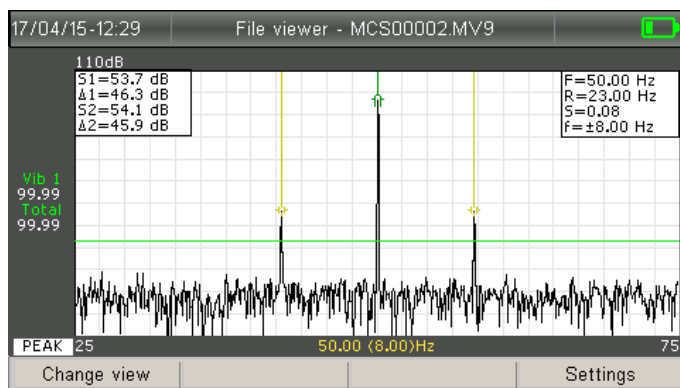 17/04/15-12:29 File viewer - MCS00002.MV9
110dB
S1=53.7 dB
Δ1=46.3 dB
S2=54.1 dB
Δ2=45.9 dB
F=50.00 Hz
R=23.00 Hz
S=0.08
f=±8.00 Hz
Vib 1
99.99
Total
99.99
PEAK 25 50.00 (8.00)Hz 75
Change view Settings